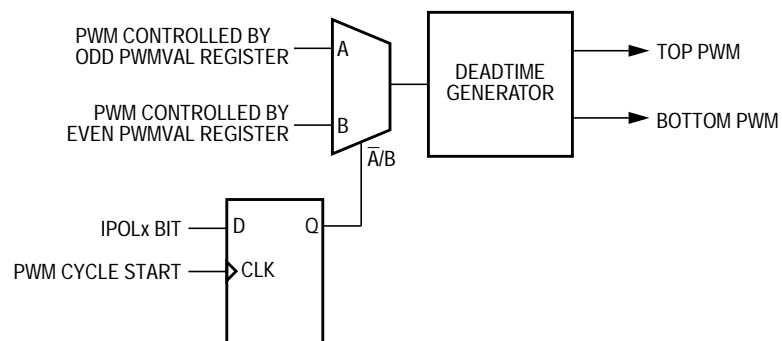 PWM CONTROLLED BY
ODD PWMVAL REGISTER
A
DEADTIME
GENERATOR
TOP PWM
PWM CONTROLLED BY
EVEN PWMVAL REGISTER
B
BOTTOM PWM
A̅/B
IPOLx BIT
D
Q
PWM CYCLE START
CLK